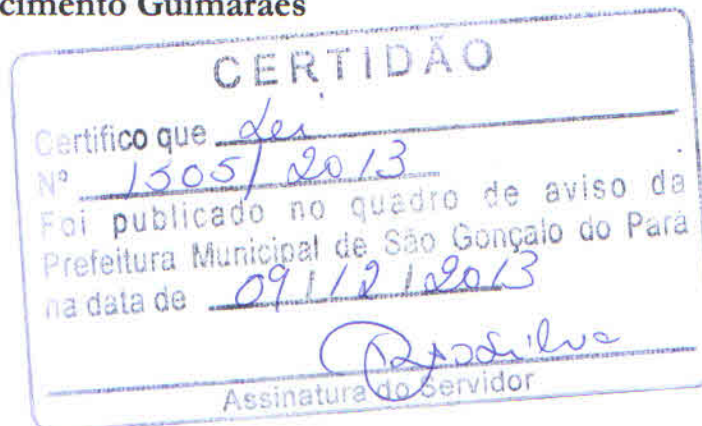 cimento Guimarães
CERTIDÃO
Certifico que Lei
Nº 1505/2013
Foi publicado no quadro de aviso da
Prefeitura Municipal de São Gonçalo do Pará
na data de 09/12/2013
Assinatura do Servidor